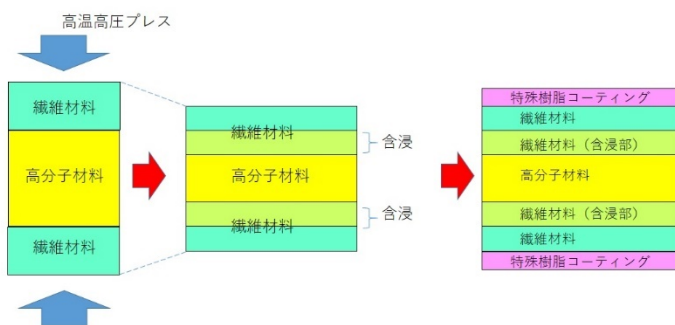 高温高圧プレス
繊維材料
高分子材料
繊維材料
繊維材料
含浸
高分子材料
含浸
繊維材料
特殊樹脂コーティング
繊維材料
繊維材料（含浸部）
高分子材料
繊維材料（含浸部）
繊維材料
特殊樹脂コーティング